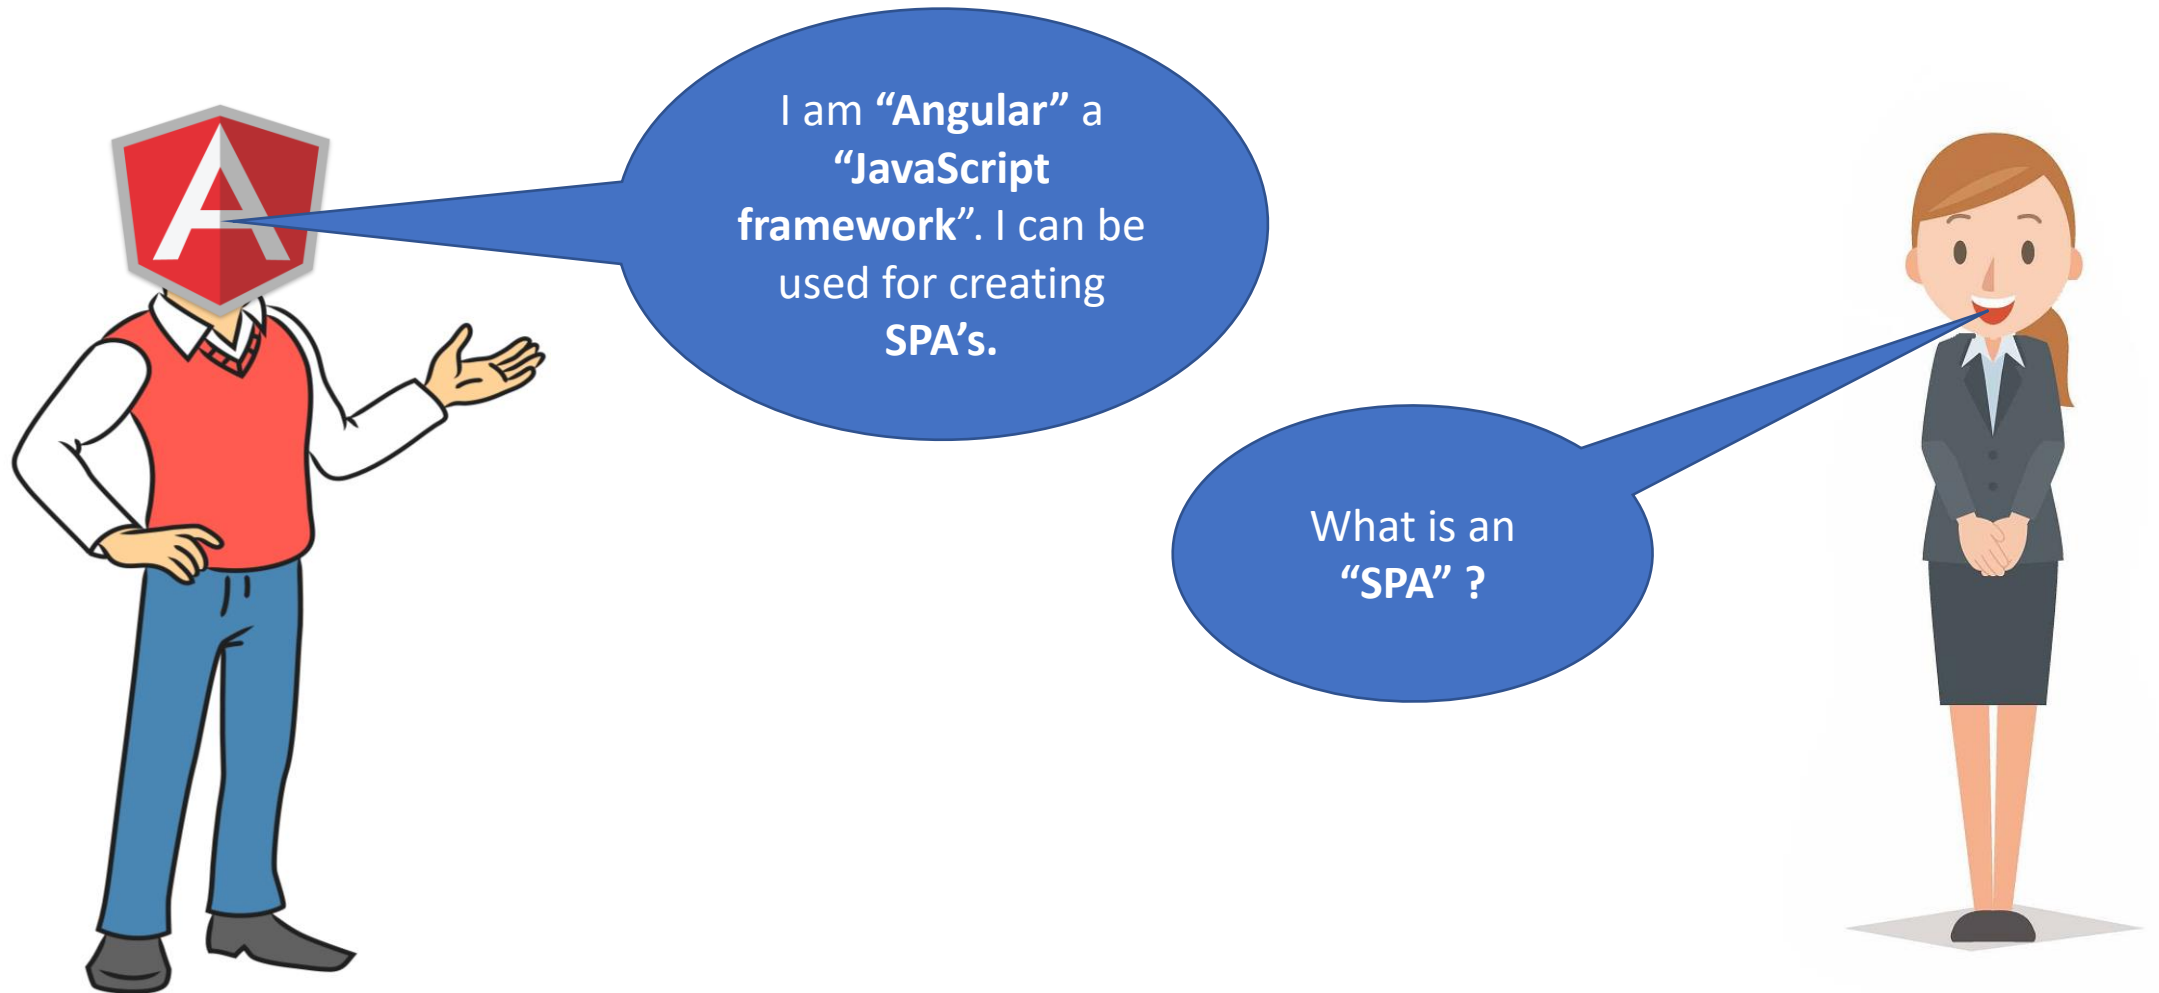 I am “Angular” a
“JavaScript
framework”. I can be
used for creating
SPA’s.
What is an
“SPA” ?